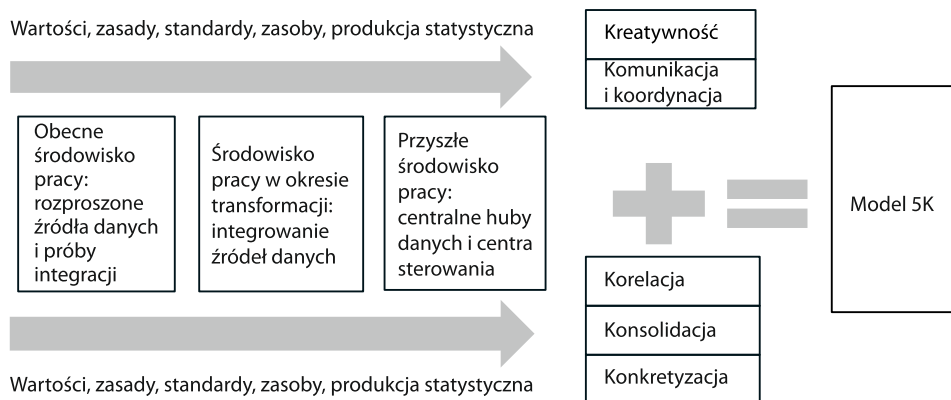 Wartości, zasady, standardy, zasoby, produkcja statystyczna
Obecne
środowisko
pracy:
rozproszone
źródła danych
i próby
integracji
Środowisko
pracy w okresie
transformacji:
integrowanie
źródeł danych
Przyszłe
środowisko
pracy:
centralne huby
danych i centra
sterowania
Wartości, zasady, standardy, zasoby, produkcja statystyczna
Kreatywność
Komunikacja
i koordynacja
Korelacja
Konsolidacja
Konkretyzacja
Model 5K